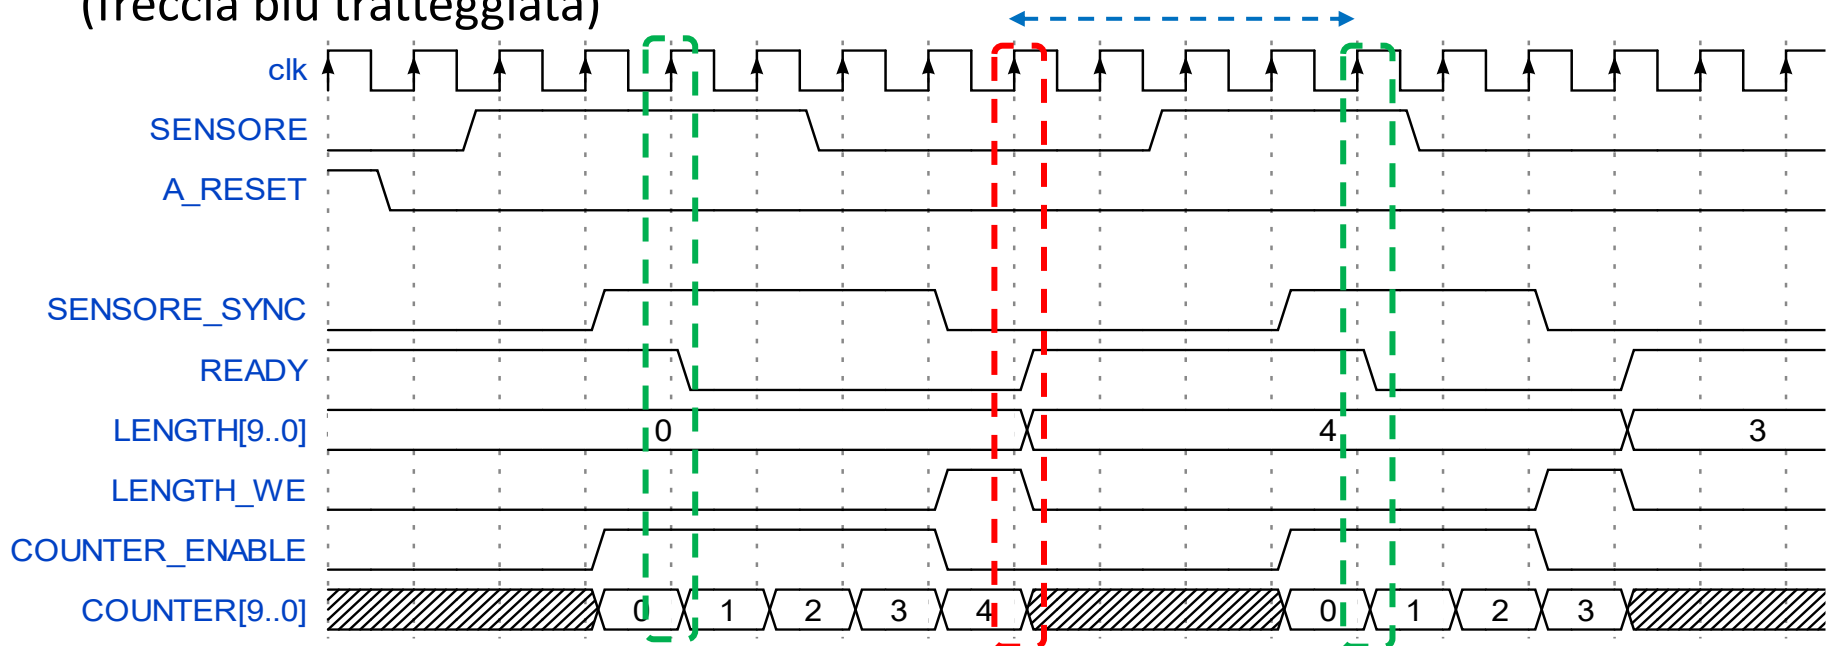 (freccia blu tratteggiata)
clk
SENSORE
A_RESET
SENSORE_SYNC
READY
LENGTH[9..0] 0 4 3
LENGTH_WE
COUNTER_ENABLE
COUNTER[9..0] 0 1 2 3 4 0 1 2 3